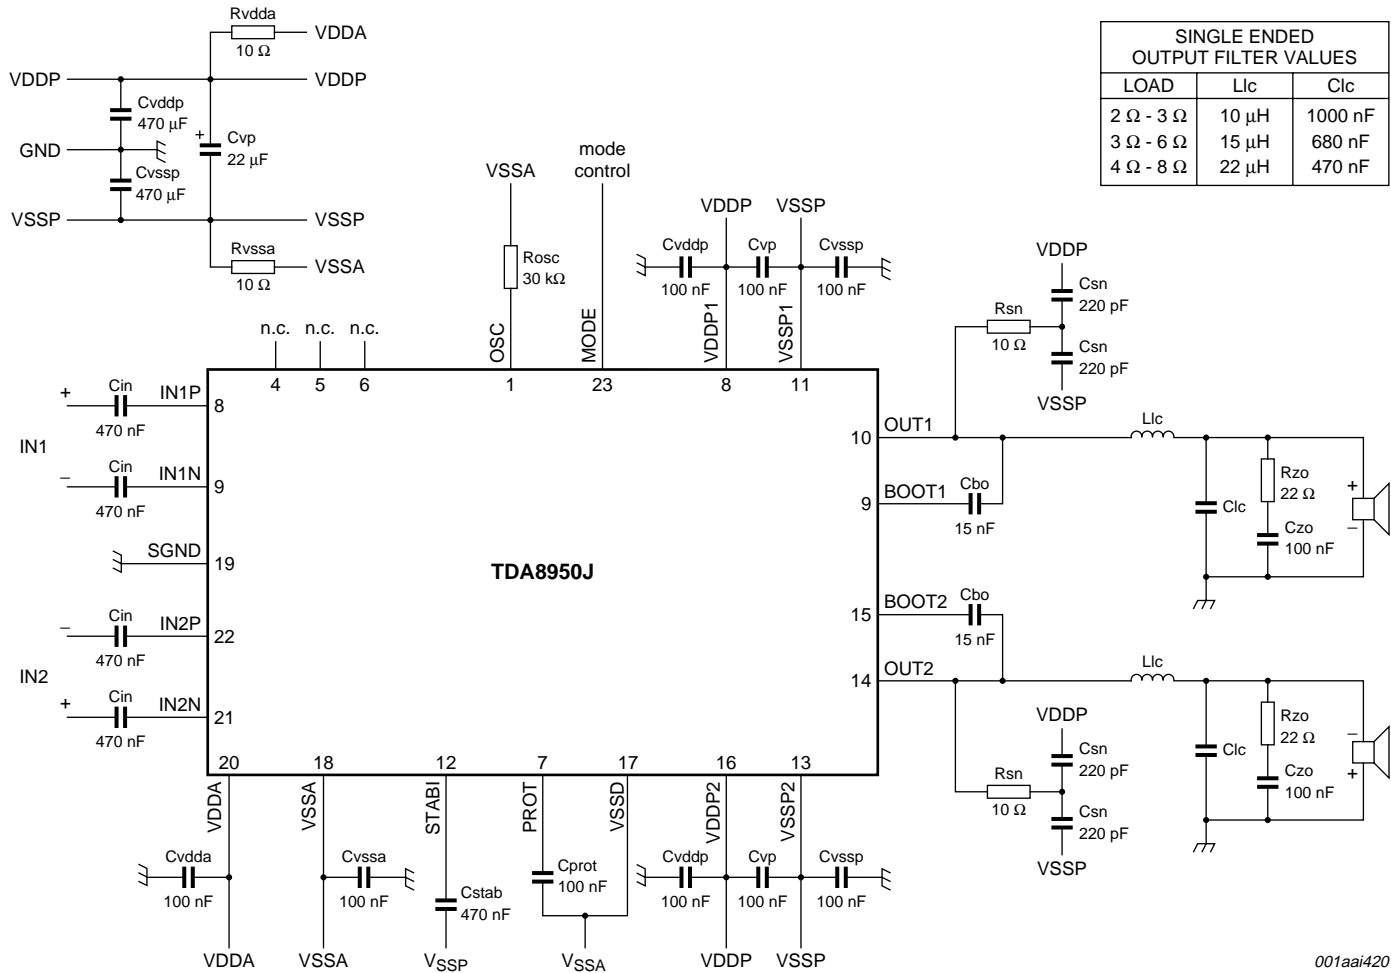 Rvdda
VDDA
10 Ω
VDDP
VDDP
Cvddp
470 μF
+
Cvp
22 μF
GND
Cvssp
470 μF
VSSP
VSSP
Rvssa
VSSA
10 Ω
SINGLE ENDED
OUTPUT FILTER VALUES
LOAD Llc Clc
2 Ω - 3 Ω 10 μH 1000 nF
3 Ω - 6 Ω 15 μH 680 nF
4 Ω - 8 Ω 22 μH 470 nF
VSSA
Rosc
30 kΩ
OSC
mode
control
MODE
VDDP VSSP
Cvddp Cvp Cvssp
100 nF 100 nF 100 nF
VDDP1
VSSP1
n.c. n.c. n.c.
4 5 6 1 23 8 11
VDDP
Csn
220 pF
Rsn
10 Ω
Csn
220 pF
VSSP
+ Cin IN1P 8
470 nF
IN1
− Cin IN1N 9
470 nF
SGND 19
− Cin IN2P 22
470 nF
IN2
+ Cin IN2N 21
470 nF
TDA8950J
10 OUT1
Llc
9 BOOT1
Cbo
15 nF
Clc
Rzo
22 Ω
Czo
100 nF
+
−
15 BOOT2
Cbo
15 nF
14 OUT2
Llc
VDDP
Csn
220 pF
Rsn
10 Ω
Csn
220 pF
VSSP
Clc
Rzo
22 Ω
Czo
100 nF
−
+
20 18 12 7 17 16 13
VDDA
VSSA
STABI
PROT
VSSD
VDDP2
VSSP2
Cvdda
100 nF
Cvssa
100 nF
Cstab
470 nF
Cprot
100 nF
Cvddp Cvp Cvssp
100 nF 100 nF 100 nF
VDDA VSSA VSSP VSSA VDDP VSSP
001aai420